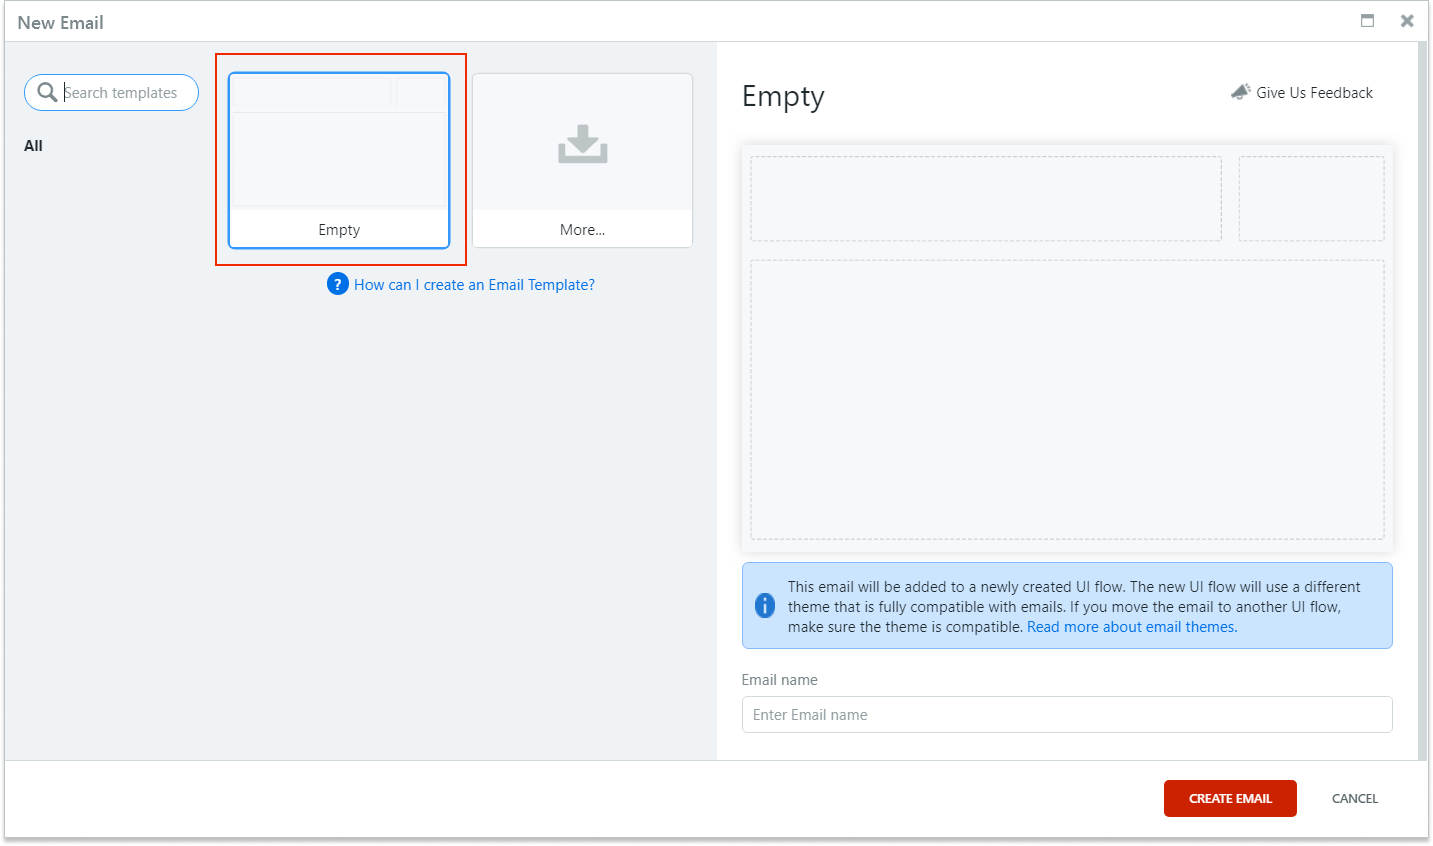 New Email
Search templates
All
Empty
More...
? How can I create an Email Template?
Empty
Give Us Feedback
This email will be added to a newly created UI flow. The new UI flow will use a different
theme that is fully compatible with emails. If you move the email to another UI flow,
make sure the theme is compatible. Read more about email themes.
Email name
Enter Email name
CREATE EMAIL
CANCEL